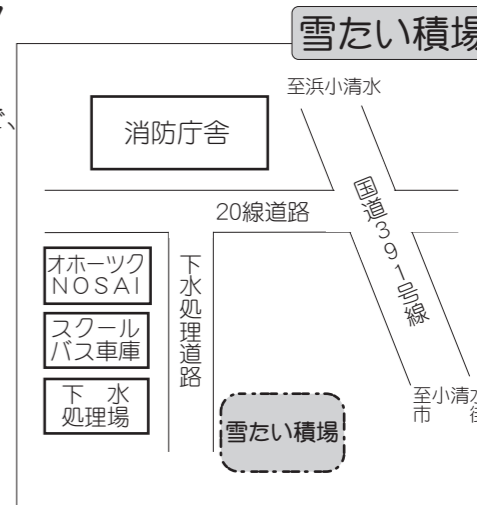 雪たい積場
至浜小清水
消防庁舎
国道391号線
20線道路
オホーツク
NOSAI
下水処理道路
スクール
バス車庫
下水
処理場
至小清水
市街
雪たい積場